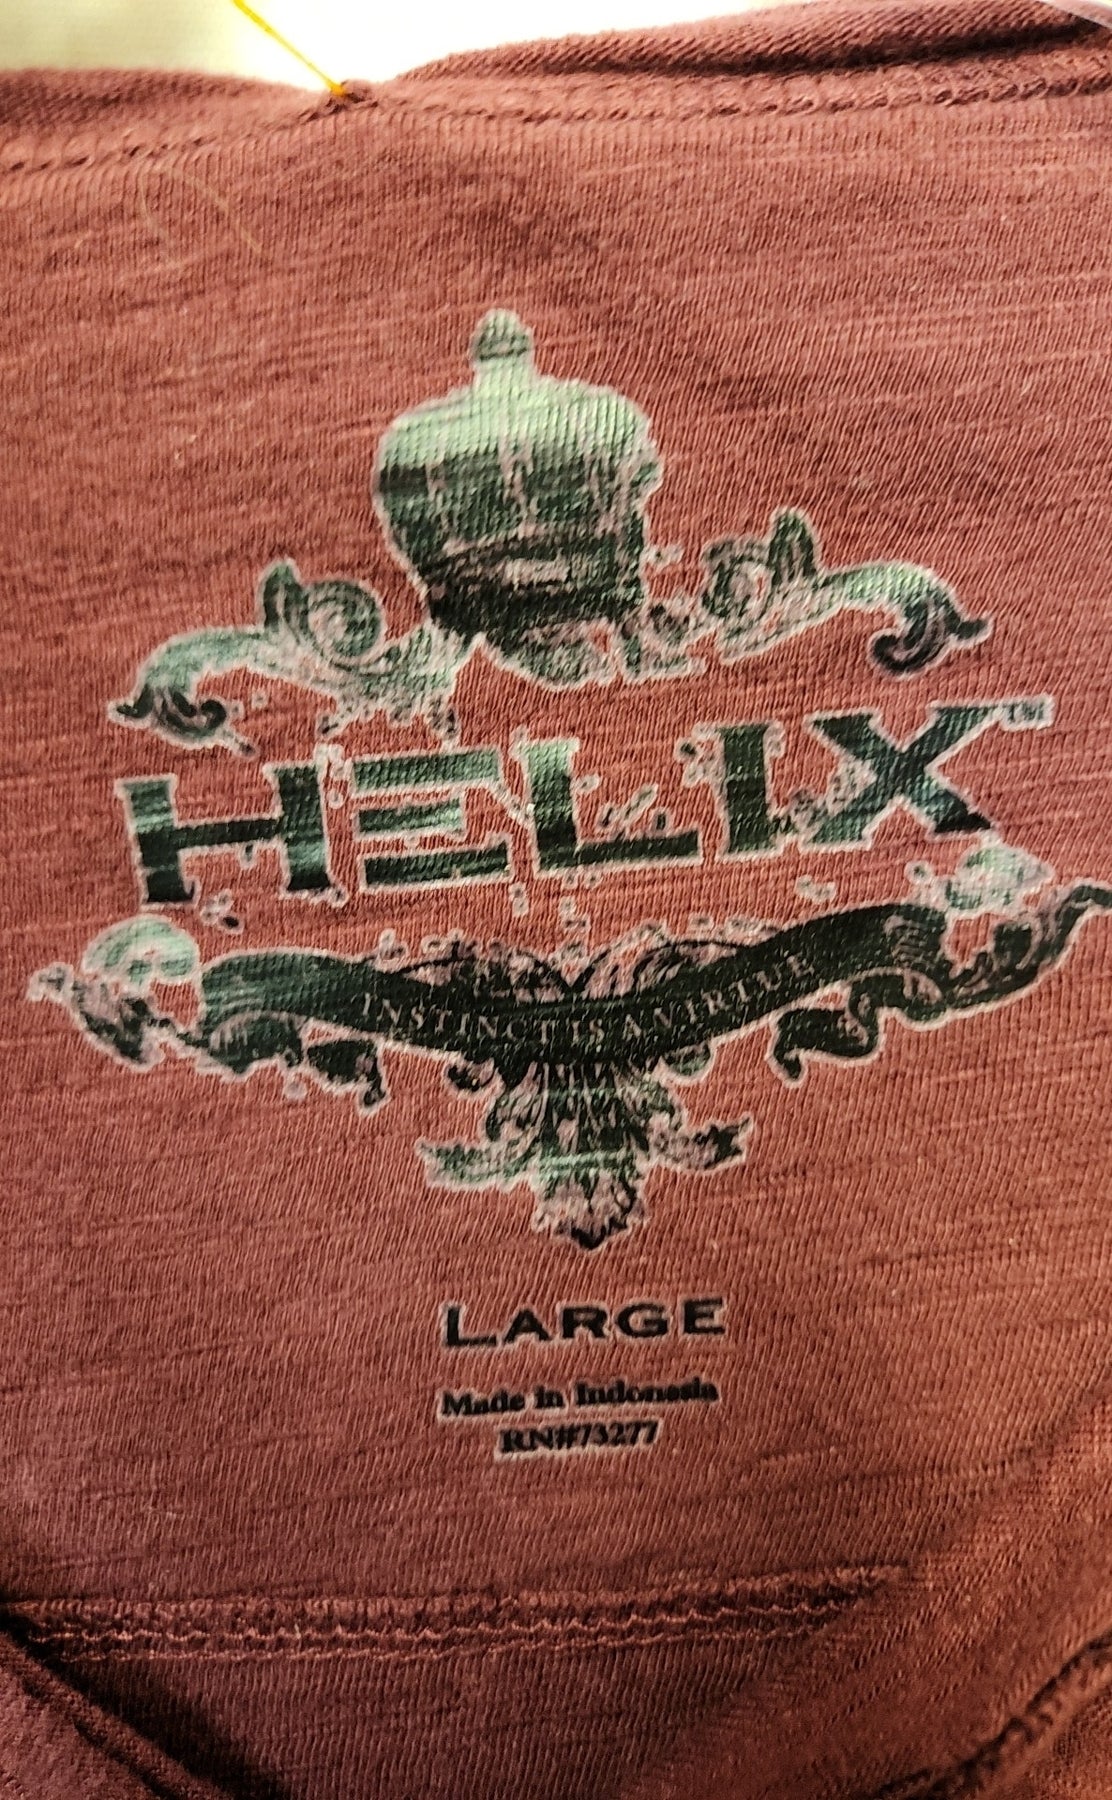 HELIX™
INSTINCT IS A VIRTUE
LARGE
Made in Indonesia
RN#73277